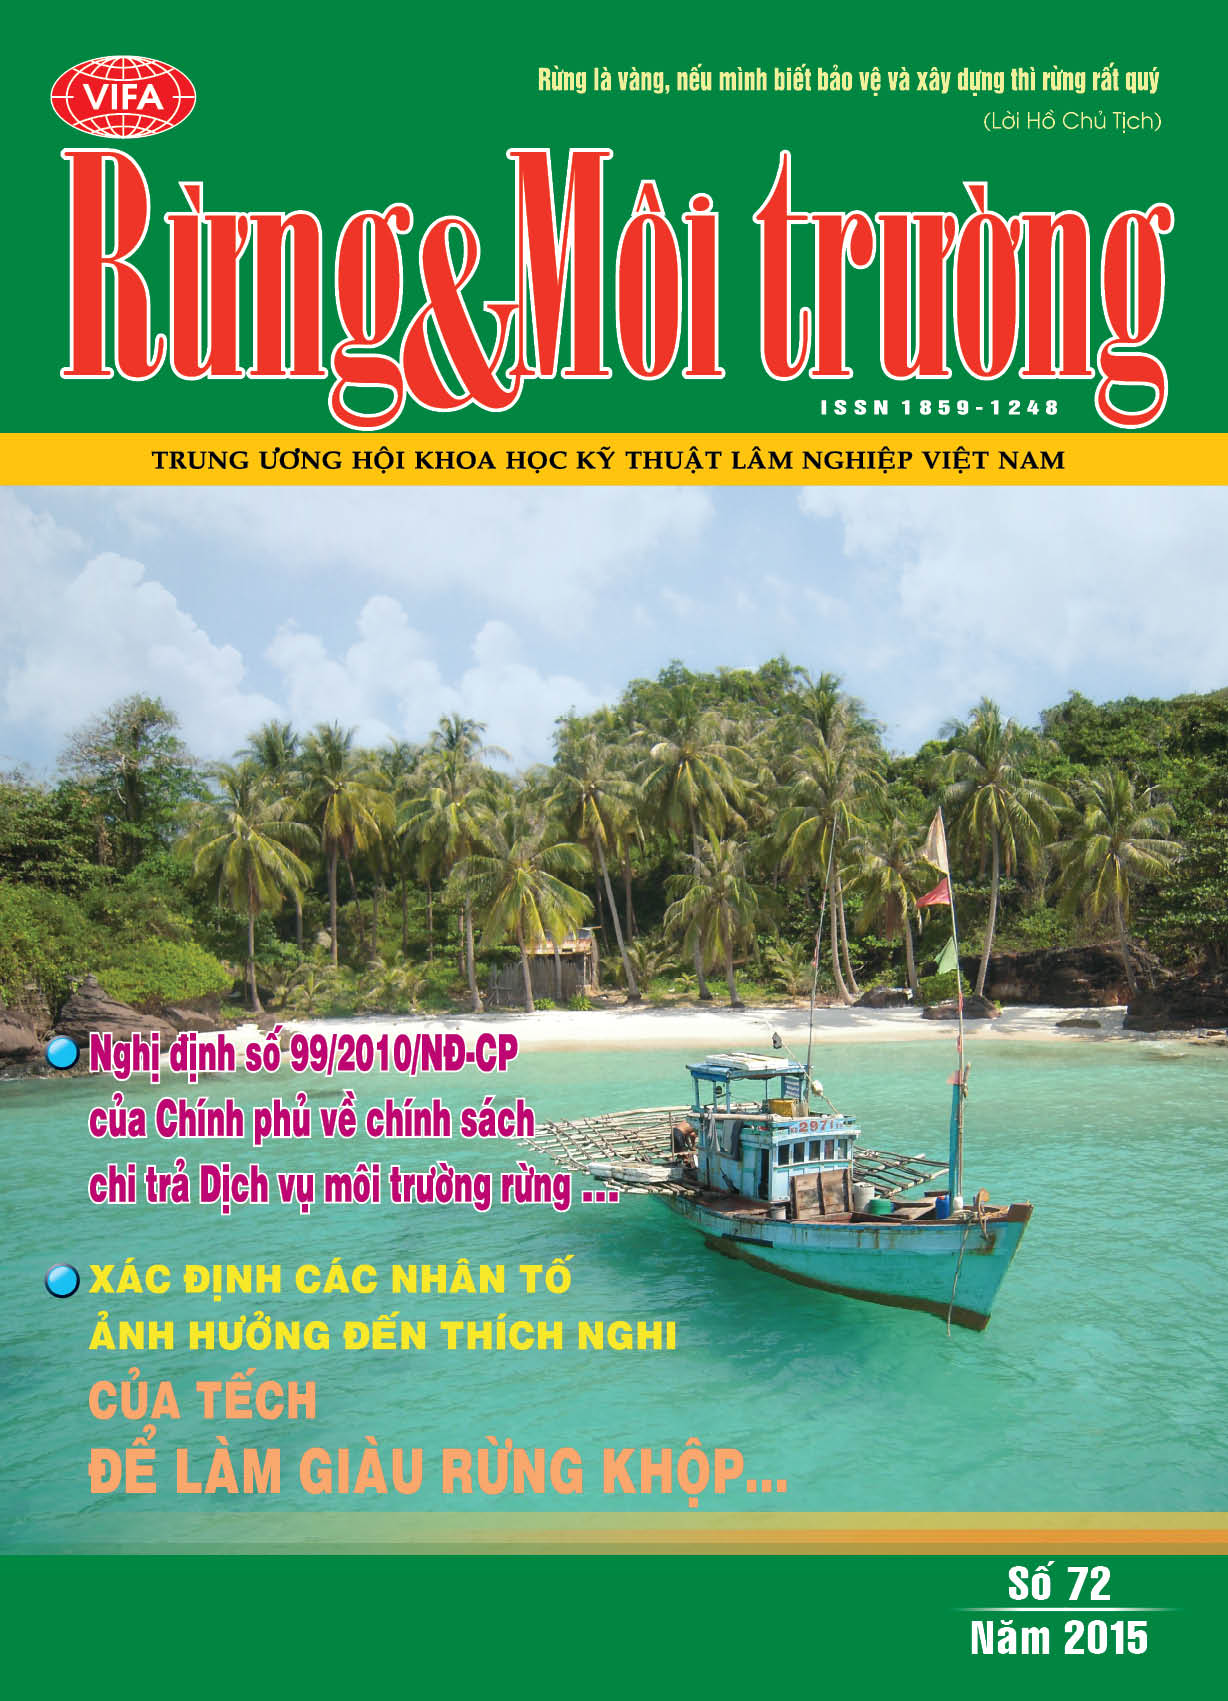 VIFA
Rừng là vàng, nếu mình biết bảo vệ và xây dựng thì rừng rất quý
(Lời Hồ Chủ Tịch)
Rừng & Môi trường
ISSN 1859-1248
TRUNG ƯƠNG HỘI KHOA HỌC KỸ THUẬT LÂM NGHIỆP VIỆT NAM
2971
Nghị định số 99/2010/NĐ-CP
của Chính phủ về chính sách
chi trả Dịch vụ môi trường rừng ...
XÁC ĐỊNH CÁC NHÂN TỐ
ẢNH HƯỞNG ĐẾN THÍCH NGHI
CỦA TẾCH
ĐỂ LÀM GIÀU RỪNG KHỘP...
Số 72
Năm 2015